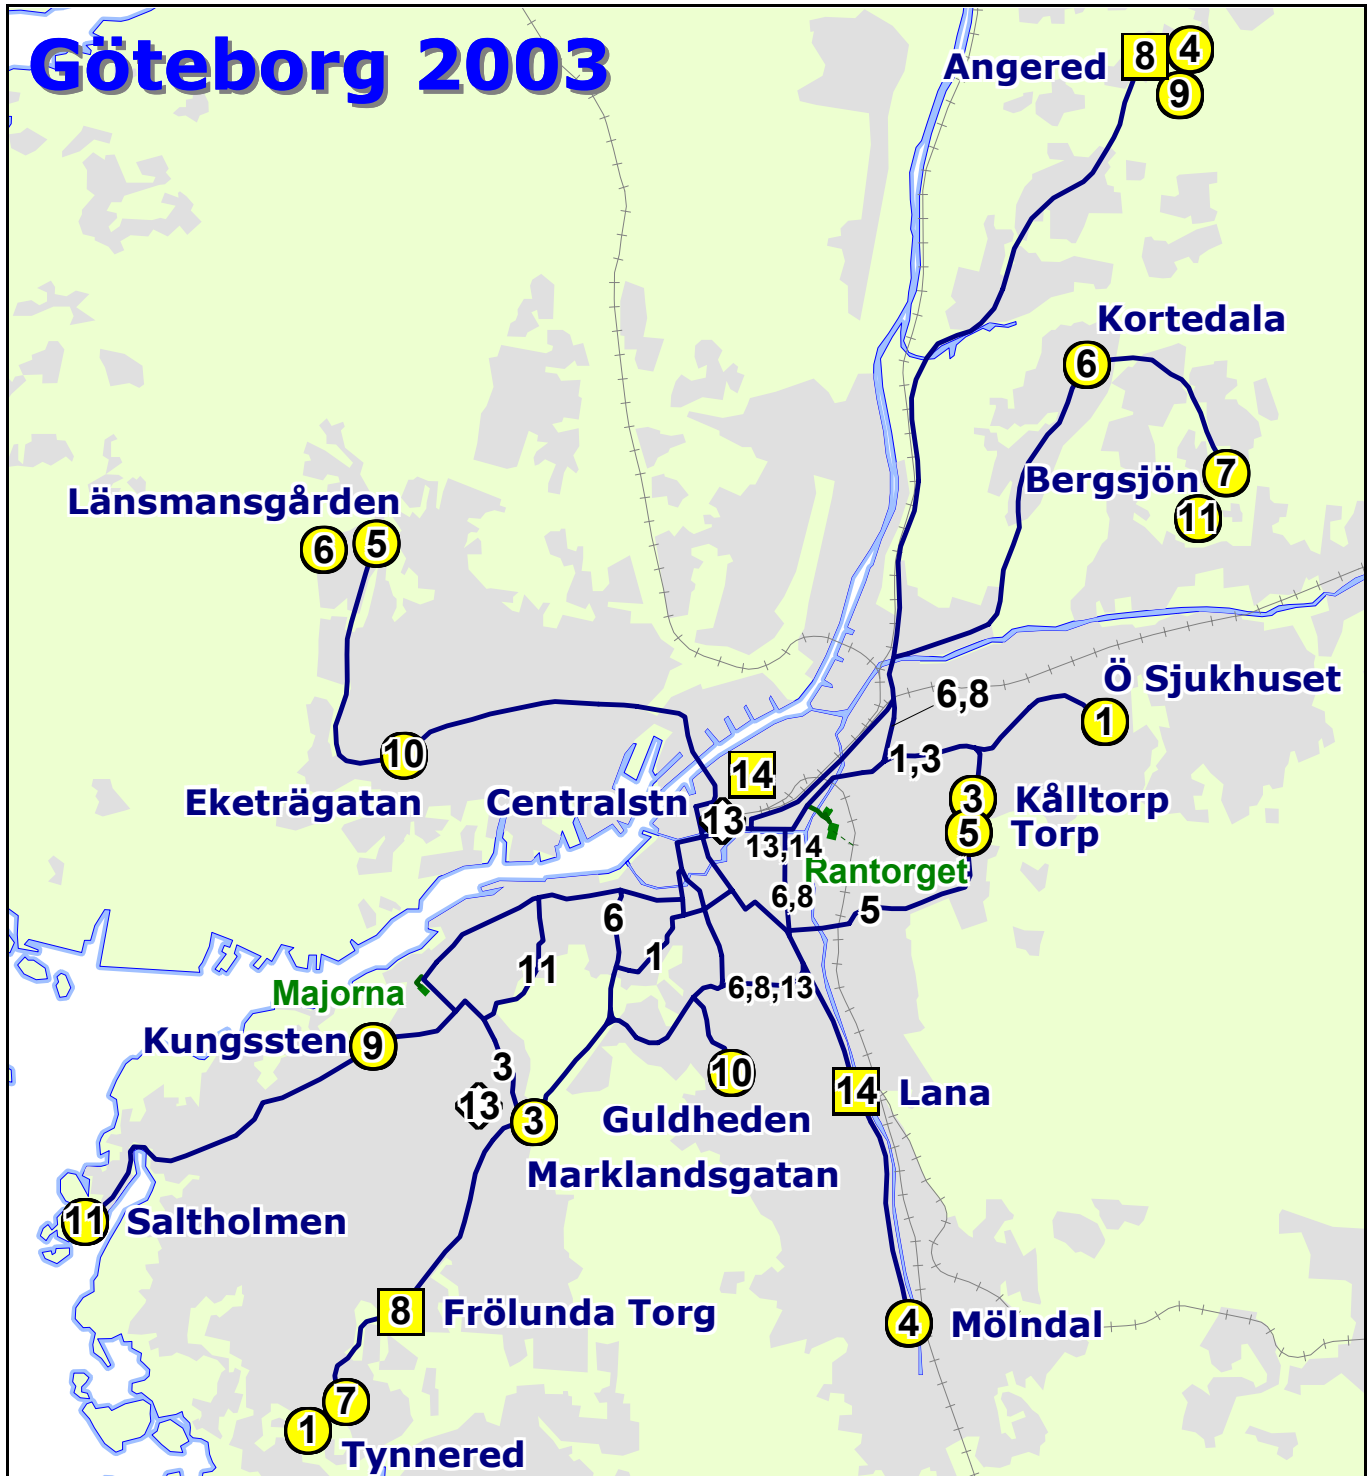 Göteborg 2003
Angered
8
4
9
Kortedala
6
Bergsjön
7
11
Länsmansgården
6
5
Ö Sjukhuset
1
6,8
10
Eketrägatan
Centralstn
14
13
1,3
3
Kålltorp
5
Torp
13,14
Rantorget
6,8
5
6
1
11
6,8,13
Majorna
Kungssten
9
3
13
3
10
Guldheden
14
Lana
Marklandsgatan
11
Saltholmen
8
Frölunda Torg
4
Mölndal
7
1
Tynnered